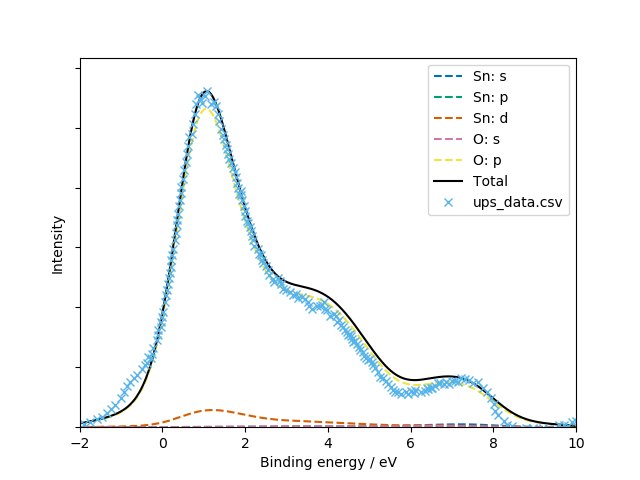 Sn: s
Sn: p
Sn: d
O: s
O: p
Total
ups_data.csv
Intensity
−2
0
2
4
6
8
10
Binding energy / eV